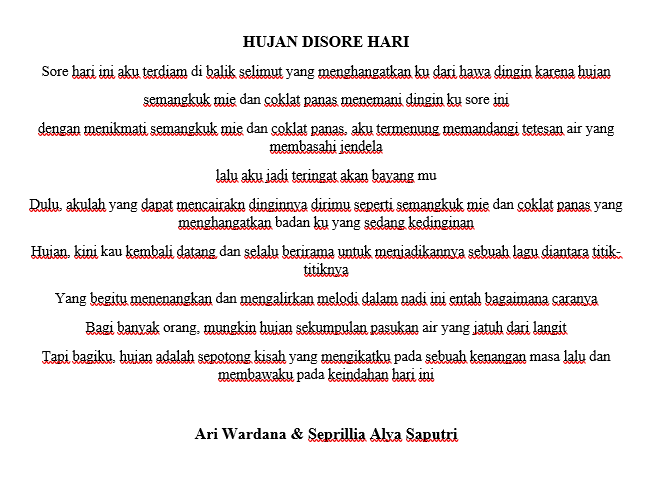 HUJAN DISORE HARI
Sore hari ini aku terdiam di balik selimut yang menghangatkan ku dari hawa dingin karena hujan
semangkuk mie dan coklat panas menemani dingin ku sore ini
dengan menikmati semangkuk mie dan coklat panas, aku termenung memandangi tetesan air yang
membasahi jendela
lalu aku jadi teringat akan bayang mu
Dulu, akulah yang dapat mencairakn dinginnya dirimu seperti semangkuk mie dan coklat panas yang
menghangatkan badan ku yang sedang kedinginan
Hujan, kini kau kembali datang dan selalu berirama untuk menjadikannya sebuah lagu diantara titik-
titiknya
Yang begitu menenangkan dan mengalirkan melodi dalam nadi ini entah bagaimana caranya
Bagi banyak orang, mungkin hujan sekumpulan pasukan air yang jatuh dari langit
Tapi bagiku, hujan adalah sepotong kisah yang mengikatku pada sebuah kenangan masa lalu dan
membawaku pada keindahan hari ini
Ari Wardana & Seprillia Alya Saputri